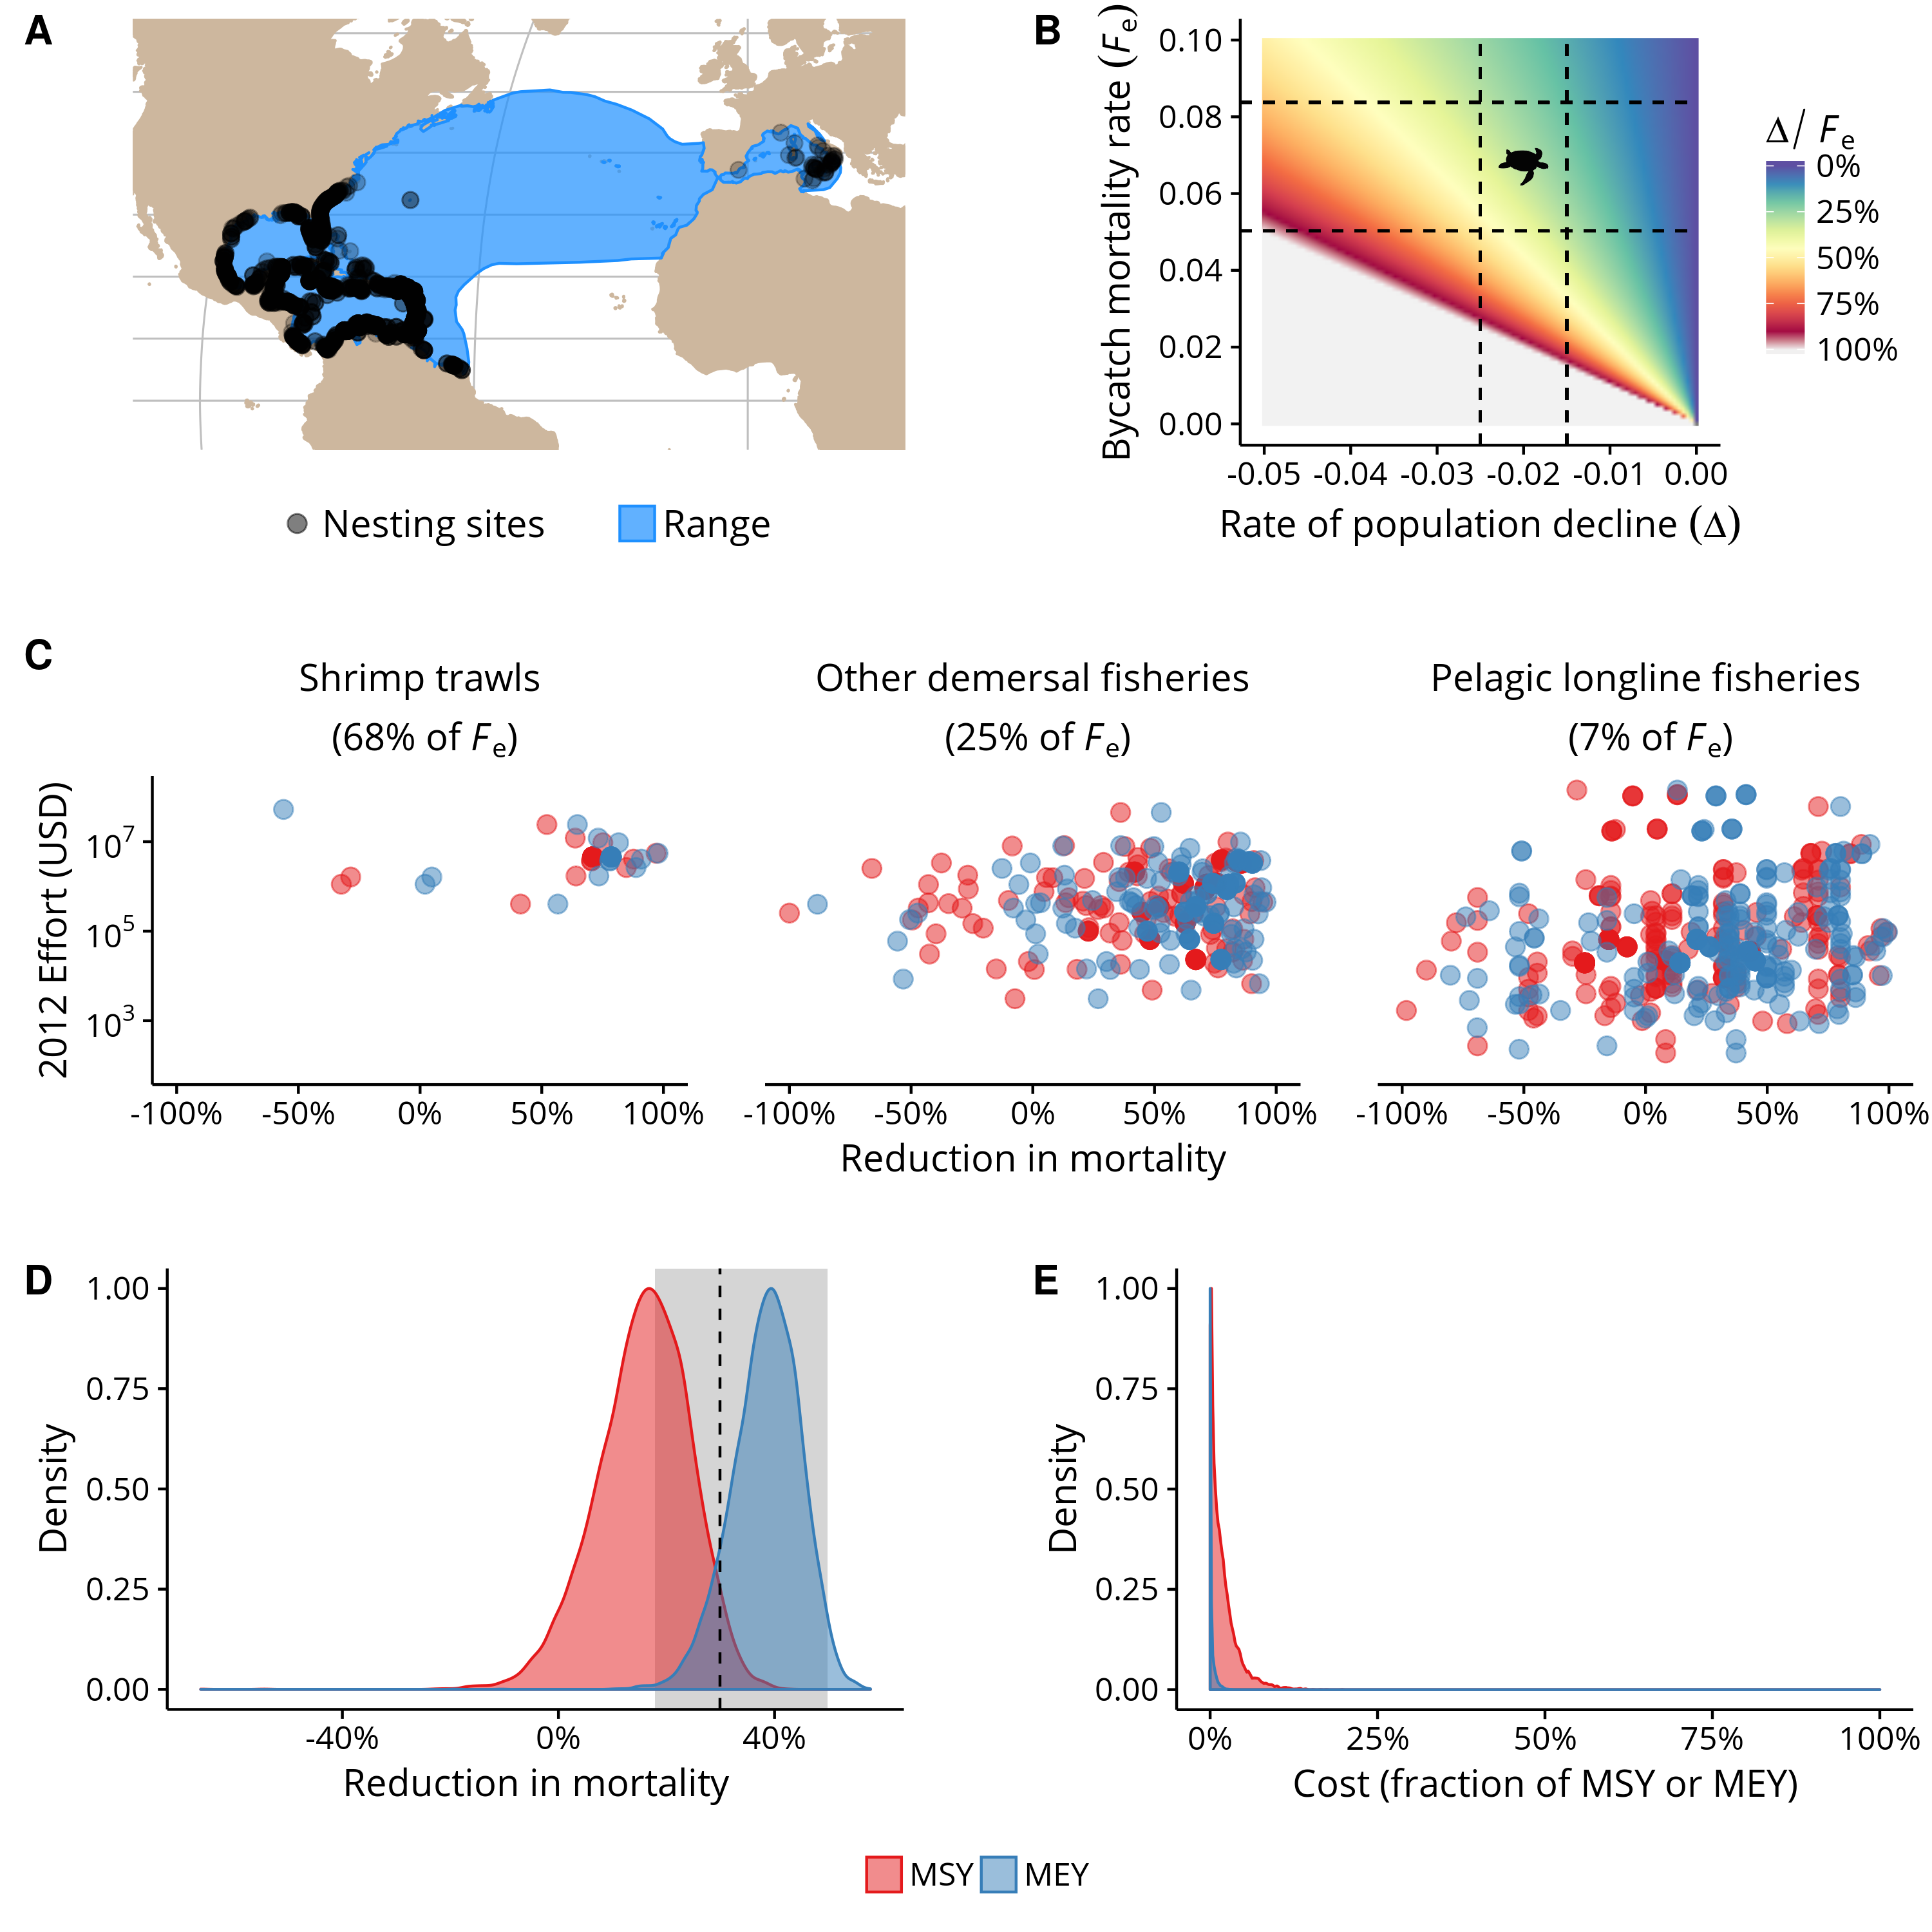 A
Nesting sites
Range
B
Bycatch mortality rate (Fe)
0.10
0.08
0.06
0.04
0.02
0.00
-0.05 -0.04 -0.03 -0.02 -0.01 0.00
Rate of population decline (Δ)
Δ/ Fe
0%
25%
50%
75%
100%
C
Shrimp trawls
(68% of Fe)
Other demersal fisheries
(25% of Fe)
Pelagic longline fisheries
(7% of Fe)
2012 Effort (USD)
10⁷
10⁵
10³
-100% -50% 0% 50% 100%
-100% -50% 0% 50% 100%
-100% -50% 0% 50% 100%
Reduction in mortality
D
Density
1.00
0.75
0.50
0.25
0.00
-40% 0% 40%
Reduction in mortality
E
Density
1.00
0.75
0.50
0.25
0.00
0% 25% 50% 75% 100%
Cost (fraction of MSY or MEY)
MSY MEY